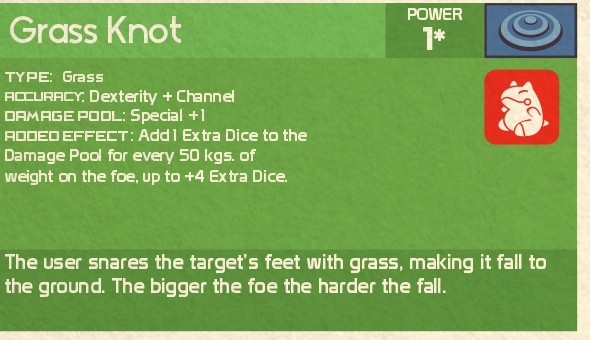 Grass Knot
POWER
1*
TYPE: Grass
ACCURACY: Dexterity + Channel
DAMAGE POOL: Special +1
ADDED EFFECT: Add 1 Extra Dice to the
Damage Pool for every 50 kgs. of
weight on the foe, up to +4 Extra Dice.
The user snares the target's feet with grass, making it fall to
the ground. The bigger the foe the harder the fall.